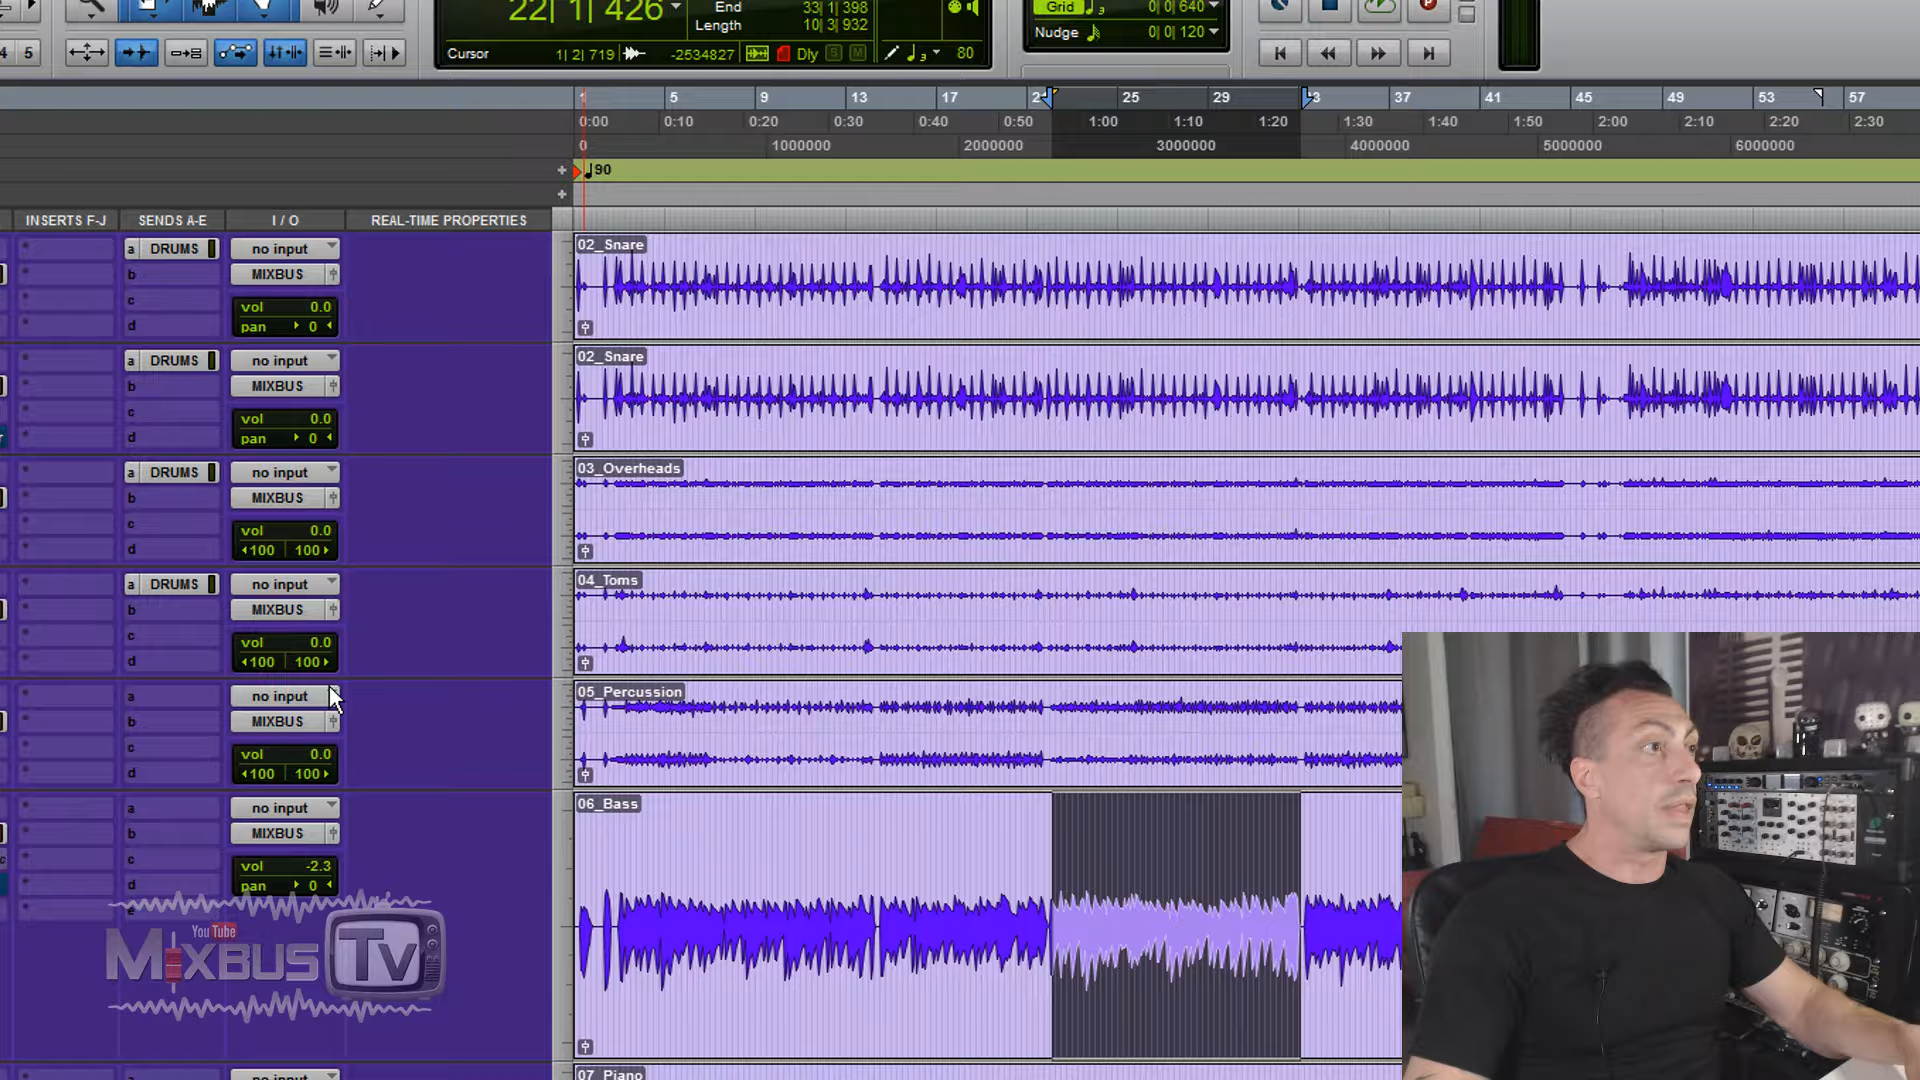 22| 1| 426
End 33| 1| 398
Length 10| 3| 932
Grid 0| 0| 640
Nudge 0| 0| 120
4 5
Cursor 1| 2| 719 -2534827 Dly S M 80
1 5 9 13 17 25 29 37 41 45 49 53 57
0:00 0:10 0:20 0:30 0:40 0:50 1:00 1:10 1:20 1:30 1:40 1:50 2:00 2:10 2:20 2:30
0 1000000 2000000 3000000 4000000 5000000 6000000
+ 90
+
INSERTS F-J SENDS A-E I / O REAL-TIME PROPERTIES
a DRUMS no input 02_Snare
b MIXBUS
c vol 0.0
d pan 0
a DRUMS no input 02_Snare
b MIXBUS
c vol 0.0
d pan 0
a DRUMS no input 03_Overheads
b MIXBUS
c vol 0.0
d 100 100
a DRUMS no input 04_Toms
b MIXBUS
c vol 0.0
d 100 100
a no input 05_Percussion
b MIXBUS
c vol 0.0
d 100 100
a no input 06_Bass
b MIXBUS
c vol -2.3
d pan 0
e
You Tube
MIXBUS Tv
no input 07_Piano